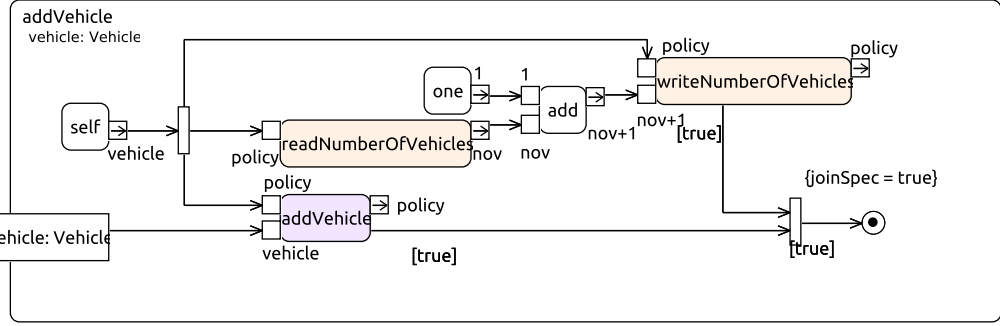 addVehicle
vehicle: Vehicle
policy
policy
writeNumberOfVehicles
one
1
1
add
nov+1
nov+1
[true]
self
vehicle
readNumberOfVehicles
policy
nov
nov
policy
addVehicle
policy
vehicle
[true]
ehicle: Vehicle
{joinSpec = true}
[true]